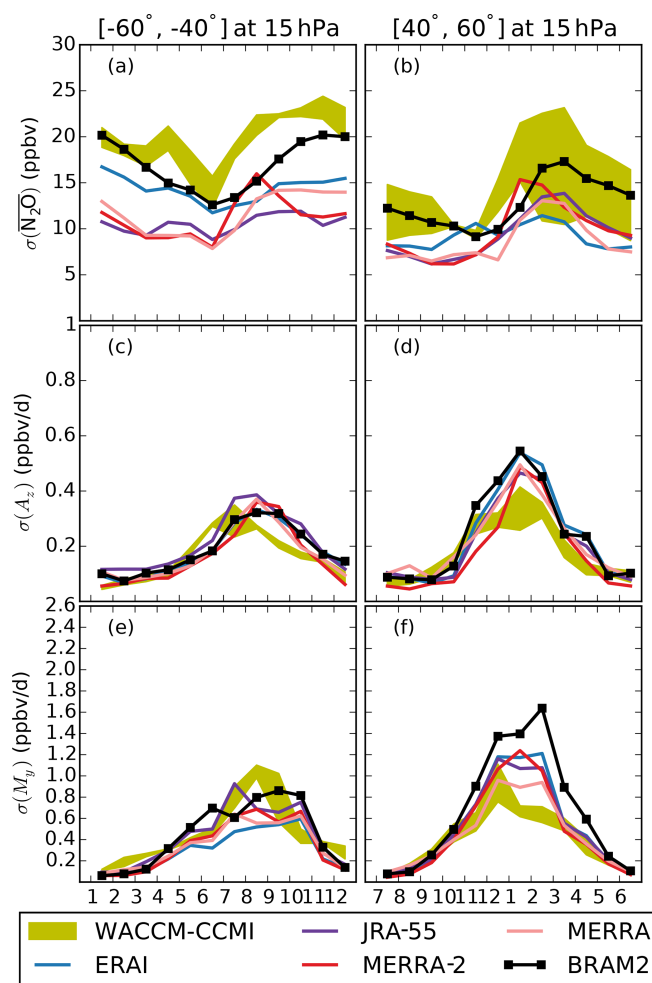 [-60°, -40°] at 15 hPa
[40°, 60°] at 15 hPa
(a)
(b)
30
25
20
15
10
5
1
σ(N₂O) (ppbv)
(c)
(d)
1
0.8
0.6
0.4
0.2
σ(A_z) (ppbv/d)
(e)
(f)
2.6
2.4
2.2
2.0
1.8
1.6
1.4
1.2
1.0
0.8
0.6
0.4
0.2
σ(M_y) (ppbv/d)
1 2 3 4 5 6 7 8 9 10 11 12
7 8 9 10 11 12 1 2 3 4 5 6
WACCM-CCMI
JRA-55
MERRA
ERAI
MERRA-2
BRAM2